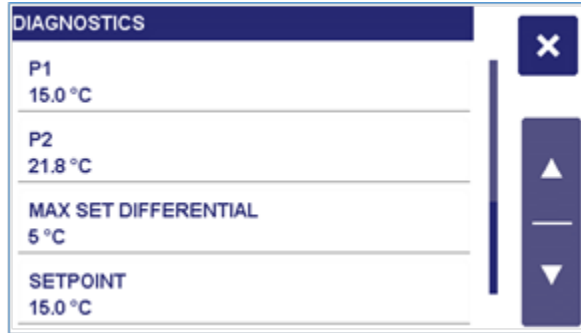 DIAGNOSTICS
P1
15.0 °C
P2
21.8 °C
MAX SET DIFFERENTIAL
5 °C
SETPOINT
15.0 °C